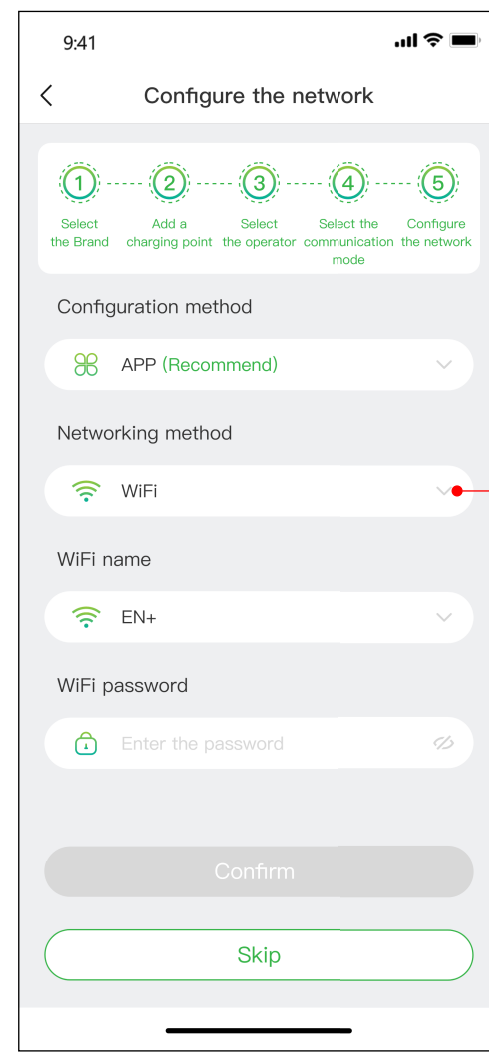 9:41
Configure the network
1 2 3 4 5
Select Add a Select Select the Configure
the Brand charging point the operator communication the network
mode
Configuration method
APP (Recommend)
Networking method
WiFi
WiFi name
EN+
WiFi password
Enter the password
Confirm
Skip